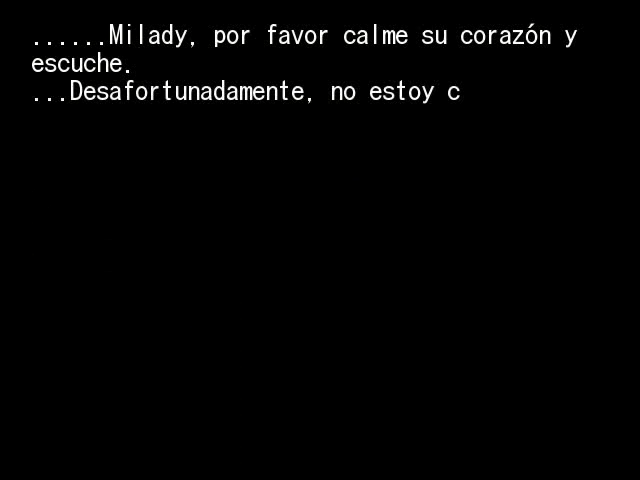 ......Milady, por favor calme su corazón y
escuche.
...Desafortunadamente, no estoy c